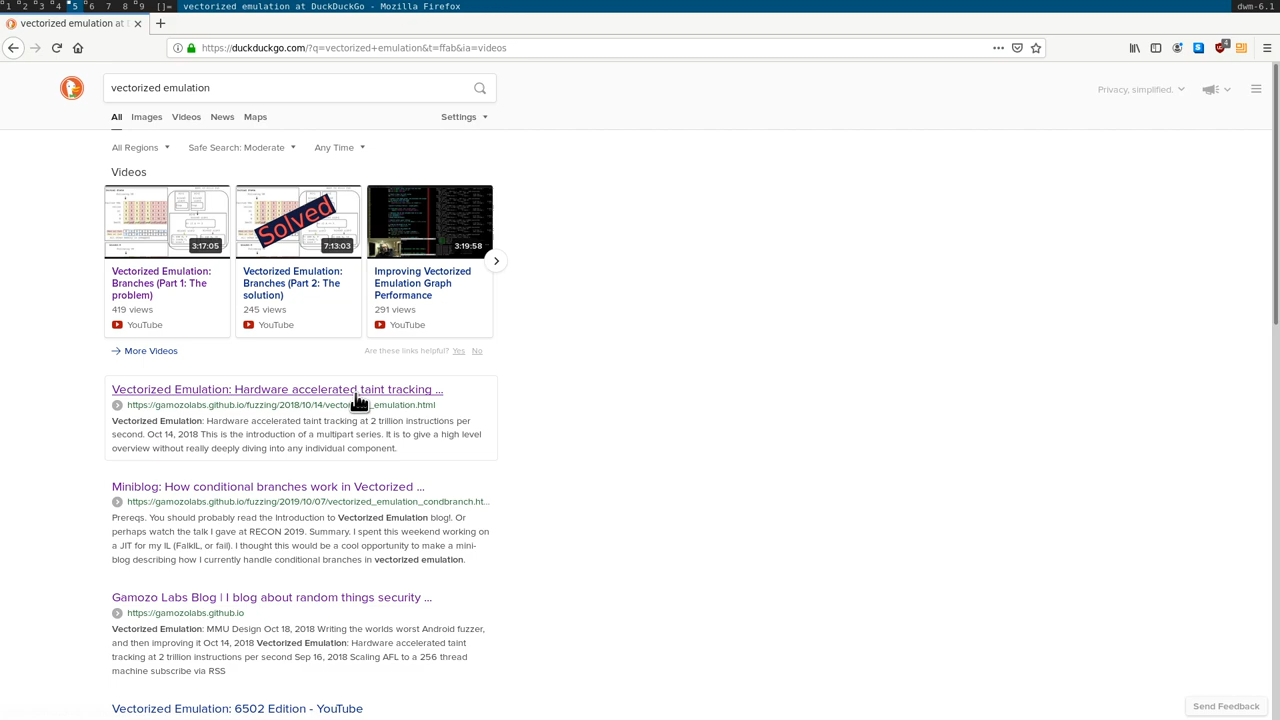 1 2 3 4 5 6 7 8 9 []= vectorized emulation at DuckDuckGo - Mozilla Firefox dwm-6.1
vectorized emulation at
https://duckduckgo.com/?q=vectorized+emulation&t=ffab&ia=videos
4
vectorized emulation
Privacy, simplified.
All Images Videos News Maps Settings
All Regions Safe Search: Moderate Any Time
Videos
3:17:05
Solved
7:13:03
3:19:58
Vectorized Emulation:
Branches (Part 1: The
problem)
419 views
YouTube
Vectorized Emulation:
Branches (Part 2: The
solution)
245 views
YouTube
Improving Vectorized
Emulation Graph
Performance
291 views
YouTube
More Videos
Are these links helpful? Yes No
Vectorized Emulation: Hardware accelerated taint tracking ...
https://gamozolabs.github.io/fuzzing/2018/10/14/vector emulation.html
Vectorized Emulation: Hardware accelerated taint tracking at 2 trillion instructions per
second. Oct 14, 2018 This is the introduction of a multipart series. It is to give a high level
overview without really deeply diving into any individual component.
Miniblog: How conditional branches work in Vectorized ...
https://gamozolabs.github.io/fuzzing/2019/10/07/vectorized_emulation_condbranch.ht...
Prereqs. You should probably read the Introduction to Vectorized Emulation blog!. Or
perhaps watch the talk I gave at RECON 2019. Summary. I spent this weekend working on
a JIT for my IL (FalkIL, or fail). I thought this would be a cool opportunity to make a mini-
blog describing how I currently handle conditional branches in vectorized emulation.
Gamozo Labs Blog | I blog about random things security ...
https://gamozolabs.github.io
Vectorized Emulation: MMU Design Oct 18, 2018 Writing the worlds worst Android fuzzer,
and then improving it Oct 14, 2018 Vectorized Emulation: Hardware accelerated taint
tracking at 2 trillion instructions per second Sep 16, 2018 Scaling AFL to a 256 thread
machine subscribe via RSS
Vectorized Emulation: 6502 Edition - YouTube
Send Feedback